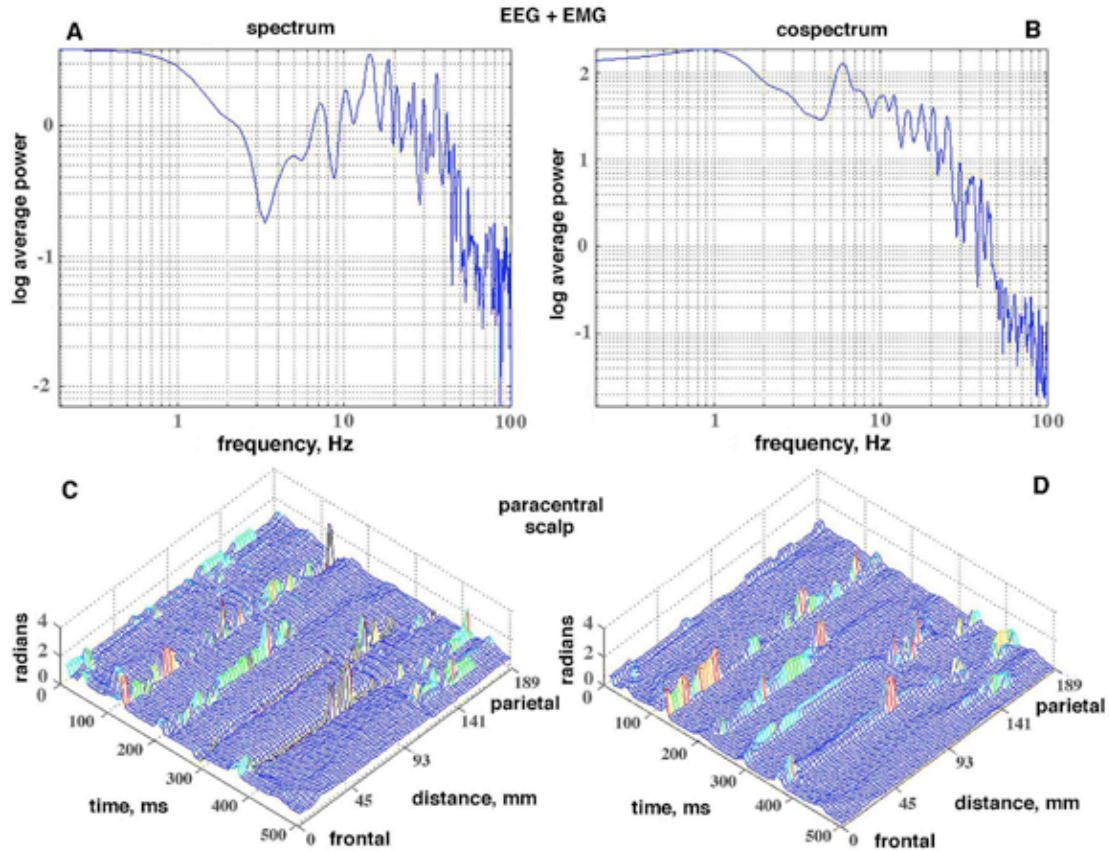 EEG + EMG
A
spectrum
cospectrum
B
log average power
0
-1
-2
1
10
100
frequency, Hz
log average power
2
1
0
-1
1
10
100
frequency, Hz
C
paracentral
scalp
D
radians
4
2
0
0
100
200
300
400
500
time, ms
0
45
93
141
189
distance, mm
frontal
parietal
radians
4
2
0
0
100
200
300
400
500
time, ms
0
45
93
141
189
distance, mm
frontal
parietal